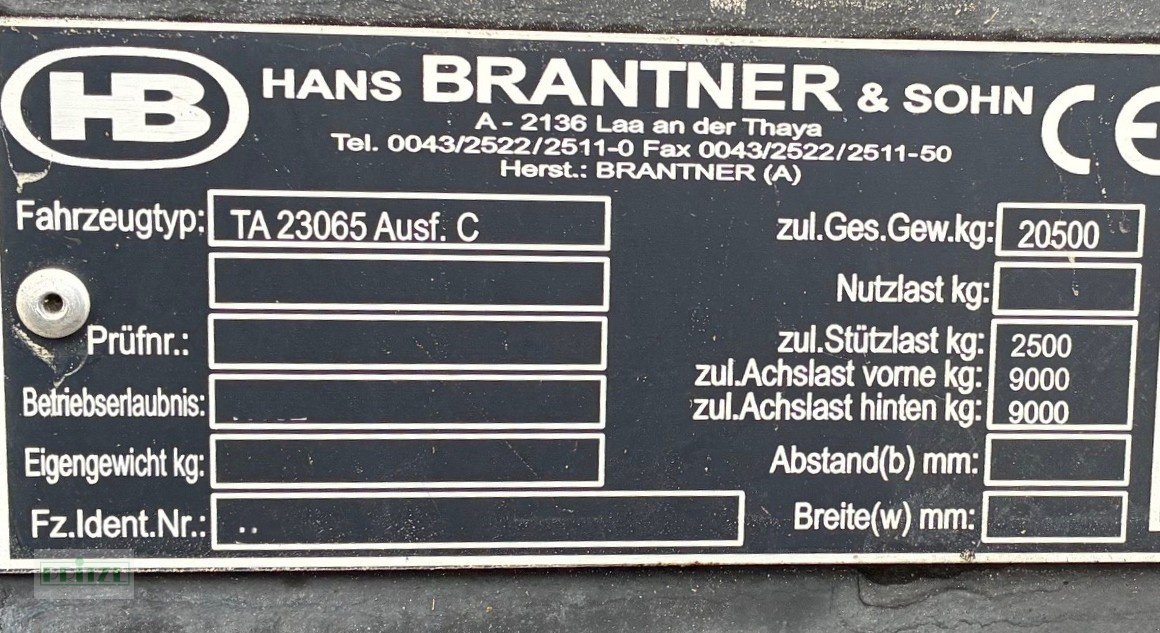 HB HANS BRANTNER & SOHN CE
A - 2136 Laa an der Thaya
Tel. 0043/2522/2511-0 Fax 0043/2522/2511-50
Herst.: BRANTNER (A)
Fahrzeugtyp: TA 23065 Ausf. C
Prüfnr.:
Betriebserlaubnis:
Eigengewicht kg:
Fz.Ident.Nr.: ..
zul.Ges.Gew.kg: 20500
Nutzlast kg:
zul.Stützlast kg: 2500
zul.Achslast vorne kg: 9000
zul.Achslast hinten kg: 9000
Abstand(b) mm:
Breite(w) mm: